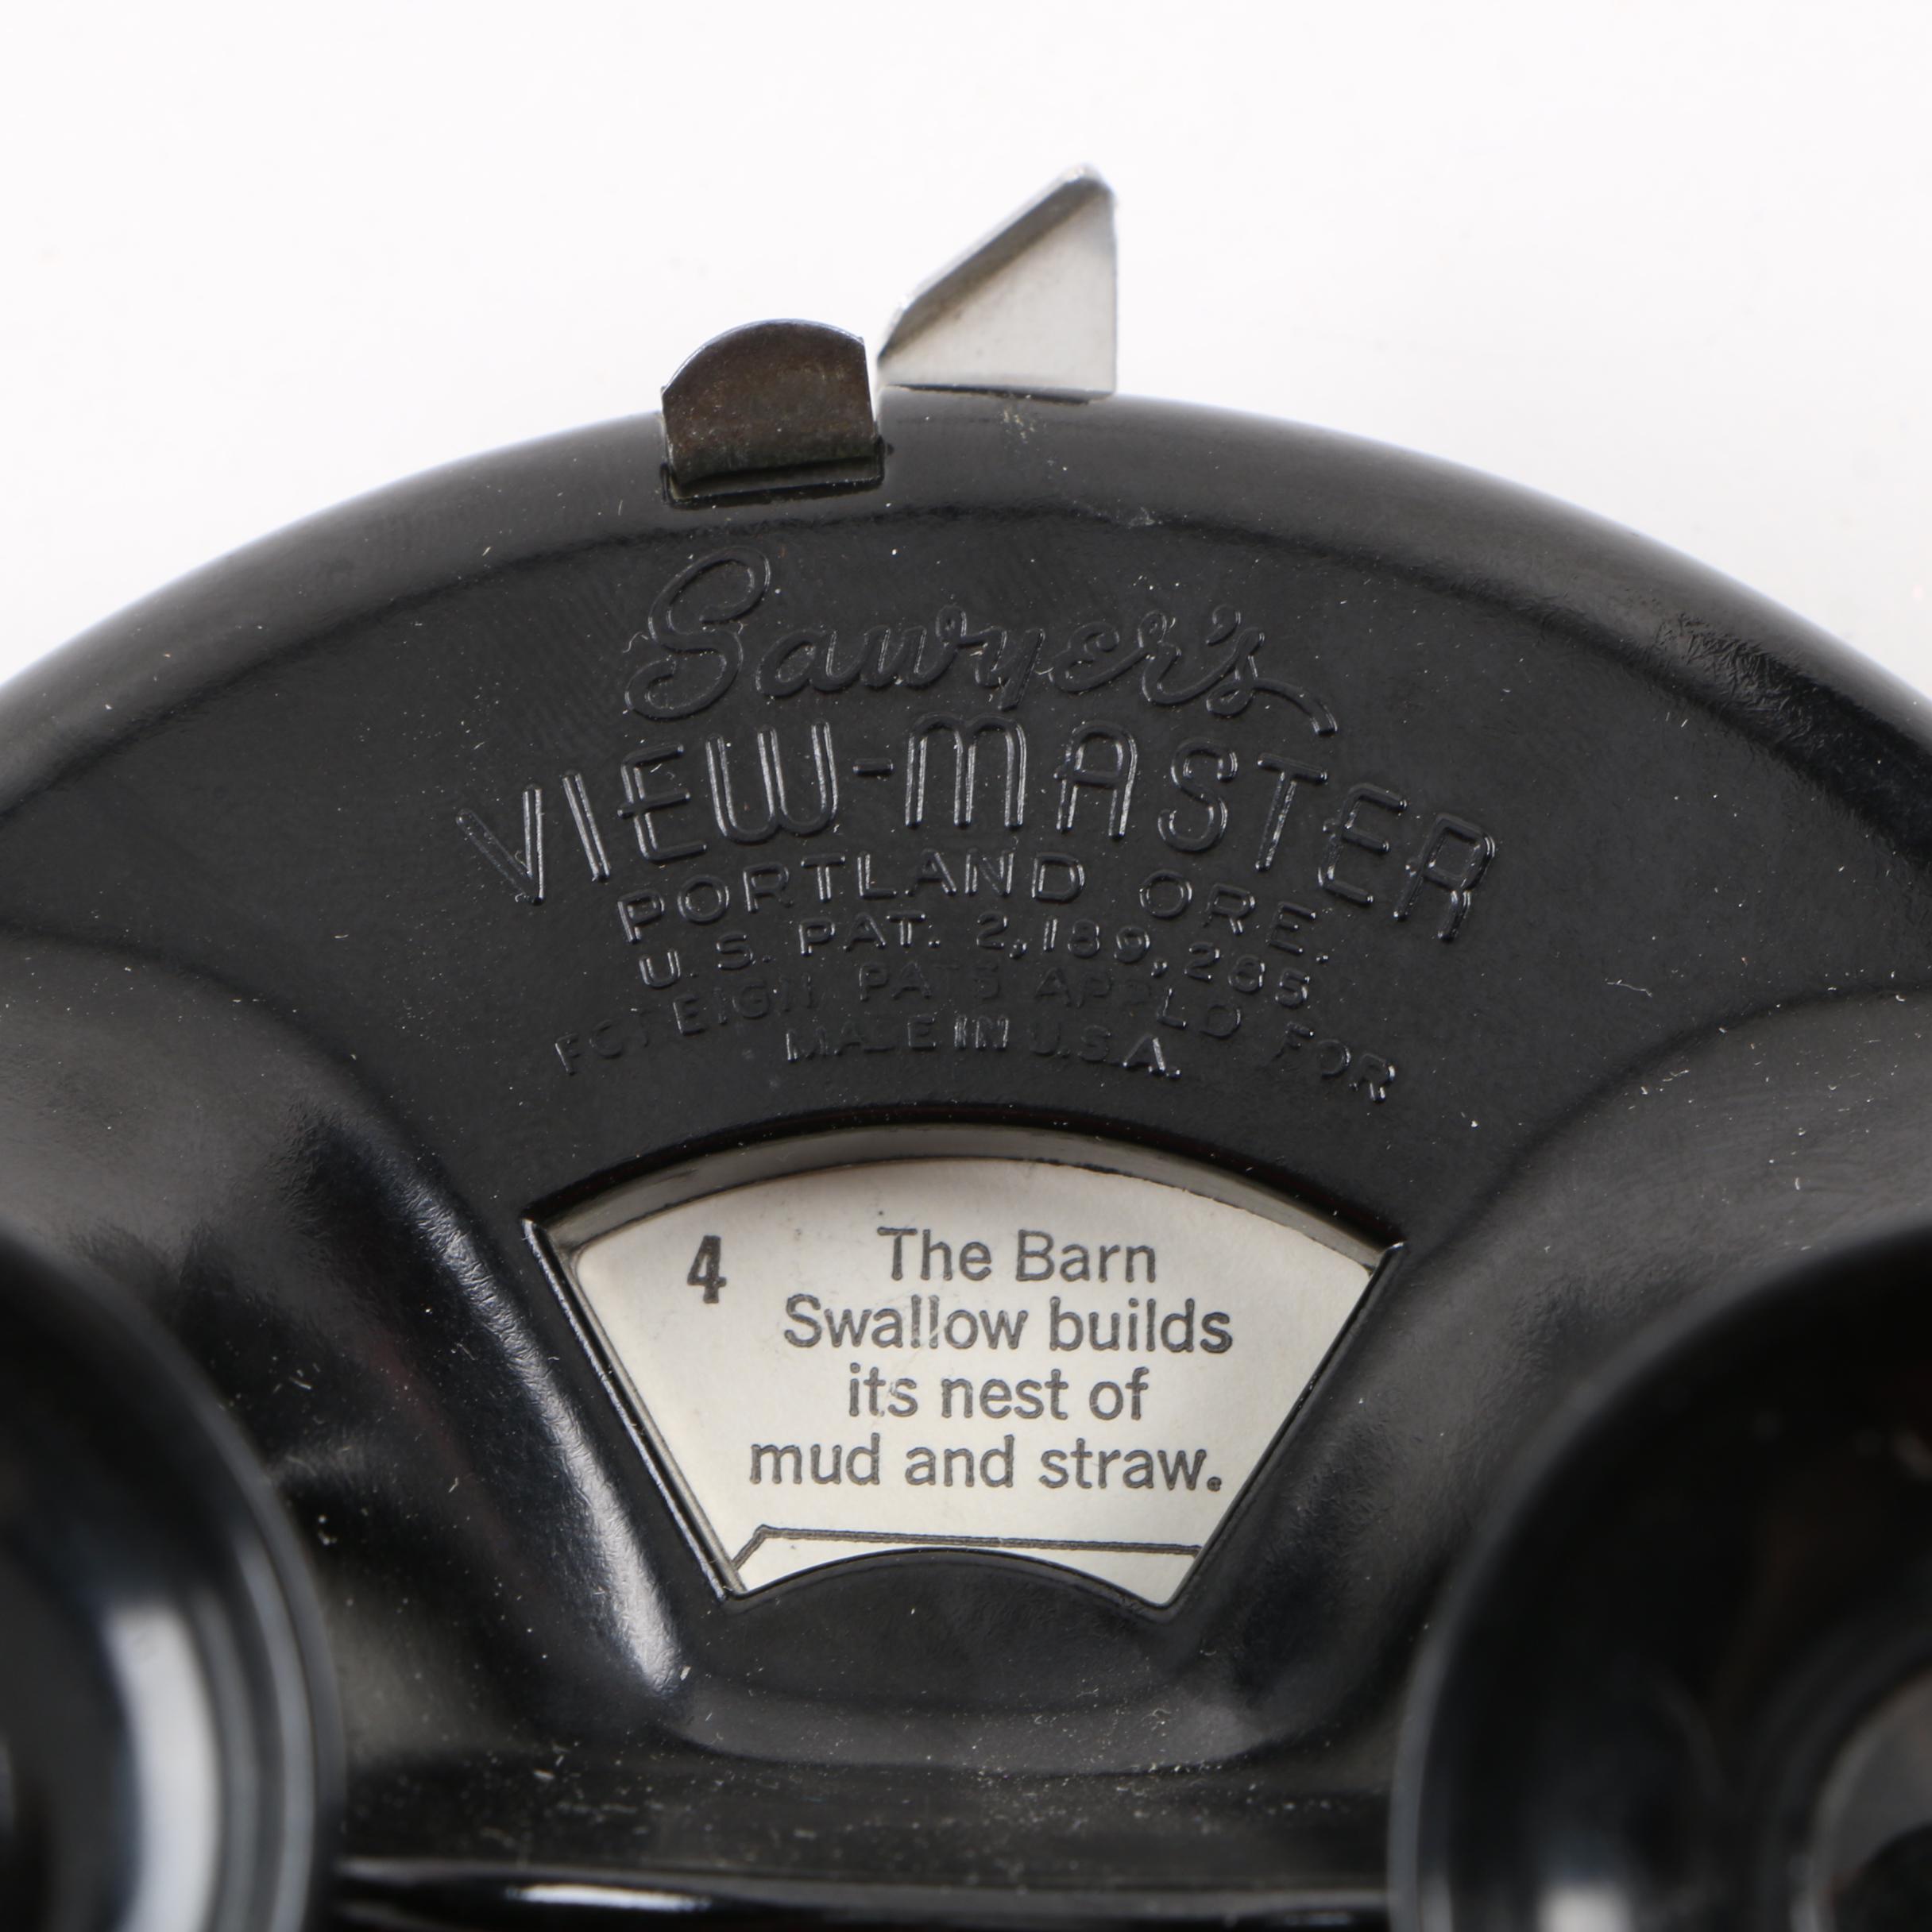 Sawyer's
VIEW-MASTER
PORTLAND ORE.
U.S. PAT. 2,189,285
FOREIGN PATS APPLD FOR
MADE IN U.S.A.
4 The Barn
Swallow builds
its nest of
mud and straw.